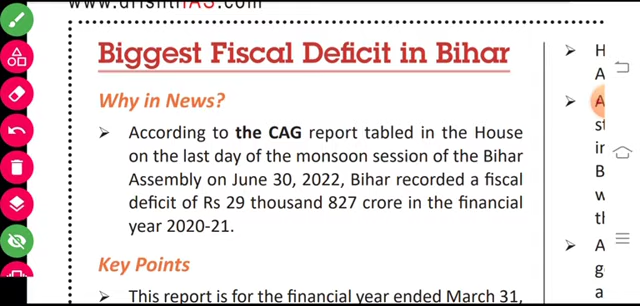 www.drishtiIAS.com
Biggest Fiscal Deficit in Bihar
Why in News?
➤ According to the CAG report tabled in the House
on the last day of the monsoon session of the Bihar
Assembly on June 30, 2022, Bihar recorded a fiscal
deficit of Rs 29 thousand 827 crore in the financial
year 2020-21.
Key Points
➤ This report is for the financial year ended March 31,